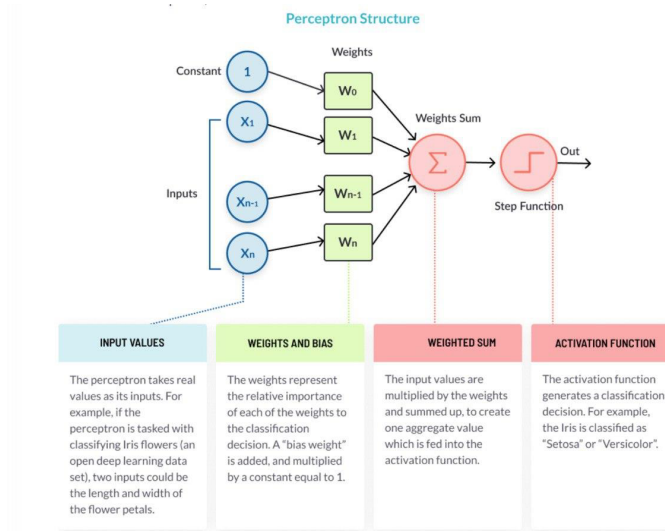 Perceptron Structure
Weights
Constant
1
W0
X1
W1
Weights Sum
Σ
Out
Inputs
Xn-1
Wn-1
Step Function
Xn
Wn
INPUT VALUES
The perceptron takes real
values as its inputs. For
example, if the
perceptron is tasked with
classifying Iris flowers (an
open deep learning data
set), two inputs could be
the length and width of
the flower petals.
WEIGHTS AND BIAS
The weights represent
the relative importance
of each of the weights to
the classification
decision. A “bias weight”
is added, and multiplied
by a constant equal to 1.
WEIGHTED SUM
The input values are
multiplied by the weights
and summed up, to create
one aggregate value
which is fed into the
activation function.
ACTIVATION FUNCTION
The activation function
generates a classification
decision. For example,
the Iris is classified as
“Setosa” or “Versicolor”.